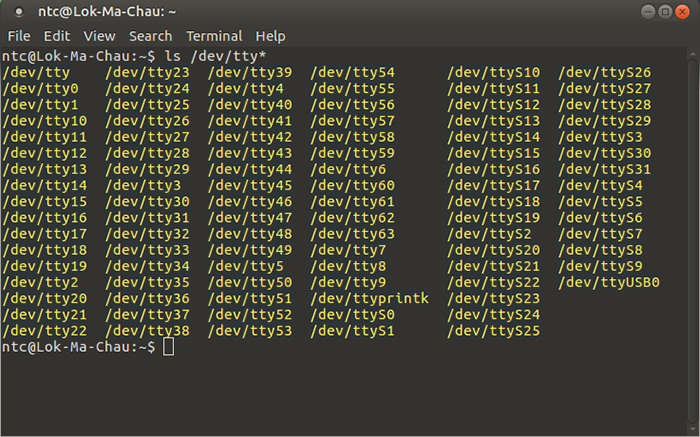 ntc@Lok-Ma-Chau: ~
File Edit View Search Terminal Help
ntc@Lok-Ma-Chau:~$ ls /dev/tty*
/dev/tty /dev/tty23 /dev/tty39 /dev/tty54 /dev/ttyS10 /dev/ttyS26
/dev/tty0 /dev/tty24 /dev/tty4 /dev/tty55 /dev/ttyS11 /dev/ttyS27
/dev/tty1 /dev/tty25 /dev/tty40 /dev/tty56 /dev/ttyS12 /dev/ttyS28
/dev/tty10 /dev/tty26 /dev/tty41 /dev/tty57 /dev/ttyS13 /dev/ttyS29
/dev/tty11 /dev/tty27 /dev/tty42 /dev/tty58 /dev/ttyS14 /dev/ttyS3
/dev/tty12 /dev/tty28 /dev/tty43 /dev/tty59 /dev/ttyS15 /dev/ttyS30
/dev/tty13 /dev/tty29 /dev/tty44 /dev/tty6 /dev/ttyS16 /dev/ttyS31
/dev/tty14 /dev/tty3 /dev/tty45 /dev/tty60 /dev/ttyS17 /dev/ttyS4
/dev/tty15 /dev/tty30 /dev/tty46 /dev/tty61 /dev/ttyS18 /dev/ttyS5
/dev/tty16 /dev/tty31 /dev/tty47 /dev/tty62 /dev/ttyS19 /dev/ttyS6
/dev/tty17 /dev/tty32 /dev/tty48 /dev/tty63 /dev/ttyS2 /dev/ttyS7
/dev/tty18 /dev/tty33 /dev/tty49 /dev/tty7 /dev/ttyS20 /dev/ttyS8
/dev/tty19 /dev/tty34 /dev/tty5 /dev/tty8 /dev/ttyS21 /dev/ttyS9
/dev/tty2 /dev/tty35 /dev/tty50 /dev/tty9 /dev/ttyS22 /dev/ttyUSB0
/dev/tty20 /dev/tty36 /dev/tty51 /dev/ttyprintk /dev/ttyS23
/dev/tty21 /dev/tty37 /dev/tty52 /dev/ttyS0 /dev/ttyS24
/dev/tty22 /dev/tty38 /dev/tty53 /dev/ttyS1 /dev/ttyS25
ntc@Lok-Ma-Chau:~$